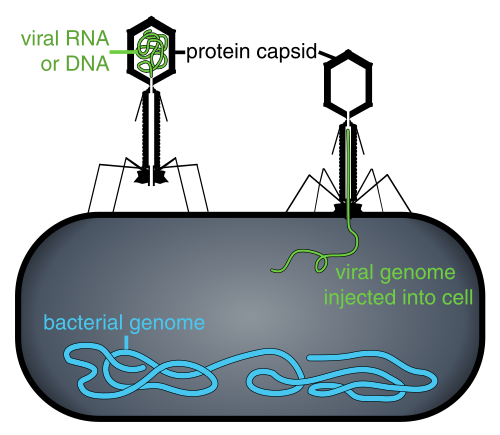 viral RNA
or DNA
protein capsid
viral genome
injected into cell
bacterial genome